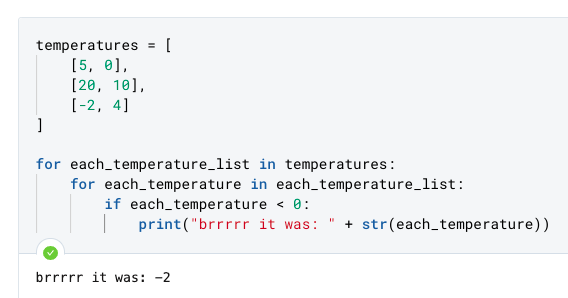 temperatures = [
    [5, 0],
    [20, 10],
    [-2, 4]
]
for each_temperature_list in temperatures:
    for each_temperature in each_temperature_list:
        if each_temperature < 0:
            print("brrrrr it was: " + str(each_temperature))
brrrrr it was: -2